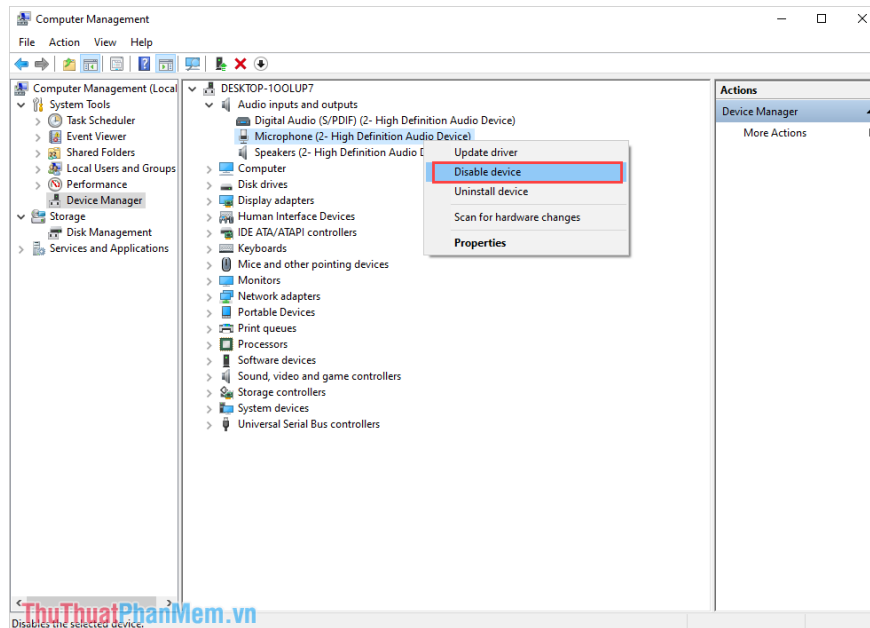 Computer Management
File Action View Help
Computer Management (Local
System Tools
Task Scheduler
Event Viewer
Shared Folders
Local Users and Groups
Performance
Device Manager
Storage
Disk Management
Services and Applications
DESKTOP-1OOLUP7
Audio inputs and outputs
Digital Audio (S/PDIF) (2- High Definition Audio Device)
Microphone (2- High Definition Audio Device)
Speakers (2- High Definition Audio D
Computer
Disk drives
Display adapters
Human Interface Devices
IDE ATA/ATAPI controllers
Keyboards
Mice and other pointing devices
Monitors
Network adapters
Portable Devices
Print queues
Processors
Software devices
Sound, video and game controllers
Storage controllers
System devices
Universal Serial Bus controllers
Update driver
Disable device
Uninstall device
Scan for hardware changes
Properties
Actions
Device Manager
More Actions
ThuThuatPhanMem.vn
Disables the selected device.